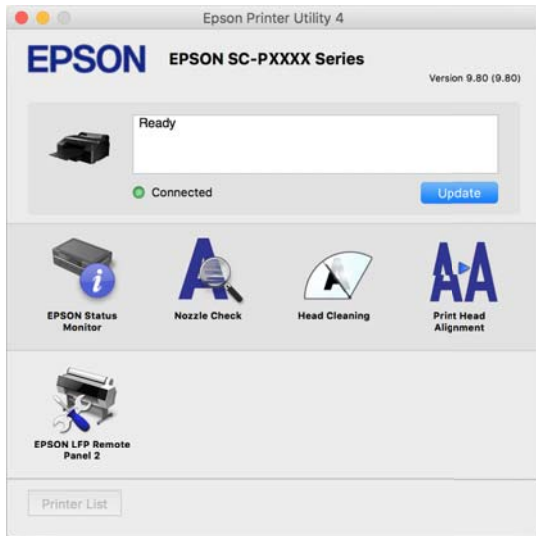 Epson Printer Utility 4
EPSON EPSON SC-PXXXX Series
Version 9.80 (9.80)
Ready
Connected
Update
EPSON Status
Monitor
Nozzle Check
Head Cleaning
Print Head
Alignment
EPSON LFP Remote
Panel 2
Printer List